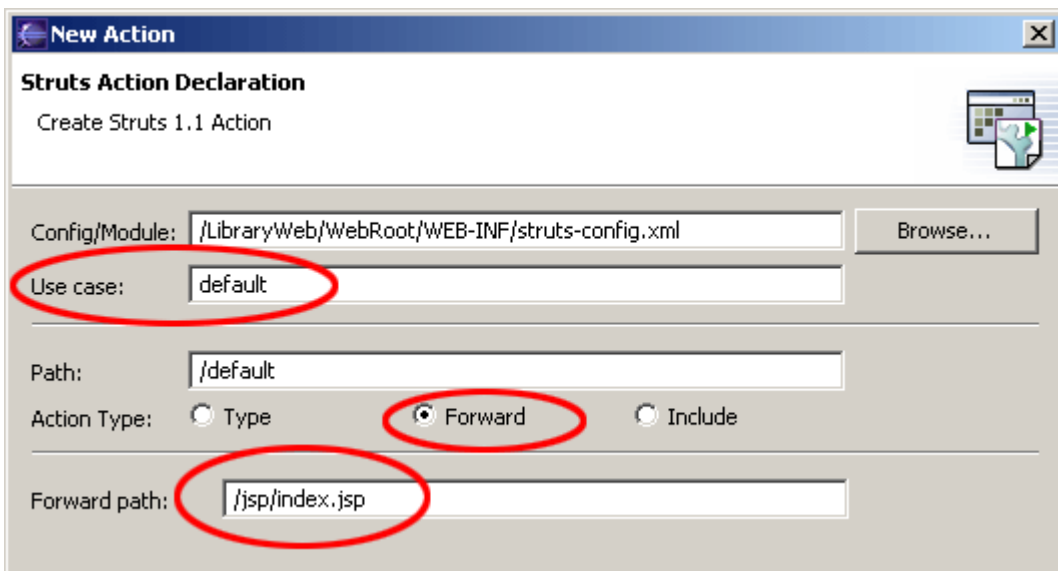 New Action
Struts Action Declaration
Create Struts 1.1 Action
Config/Module: /LibraryWeb/WebRoot/WEB-INF/struts-config.xml Browse...
Use case: default
Path: /default
Action Type: Type Forward Include
Forward path: /jsp/index.jsp